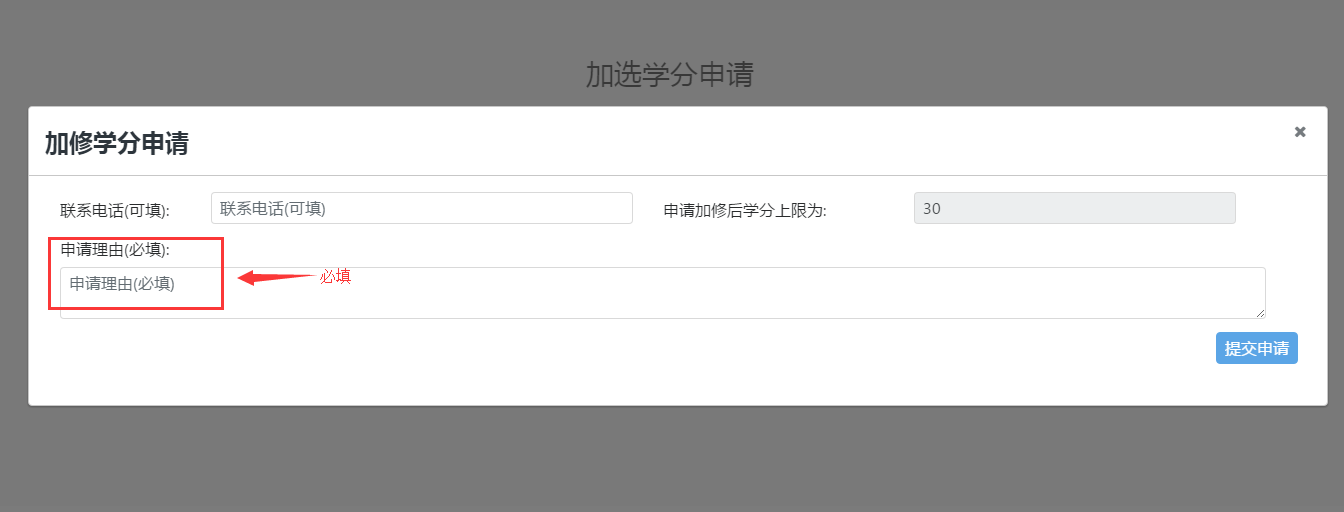 加选学分申请
加修学分申请
联系电话(可填): 联系电话(可填) 申请加修后学分上限为: 30
申请理由(必填):
申请理由(必填) 必填
提交申请